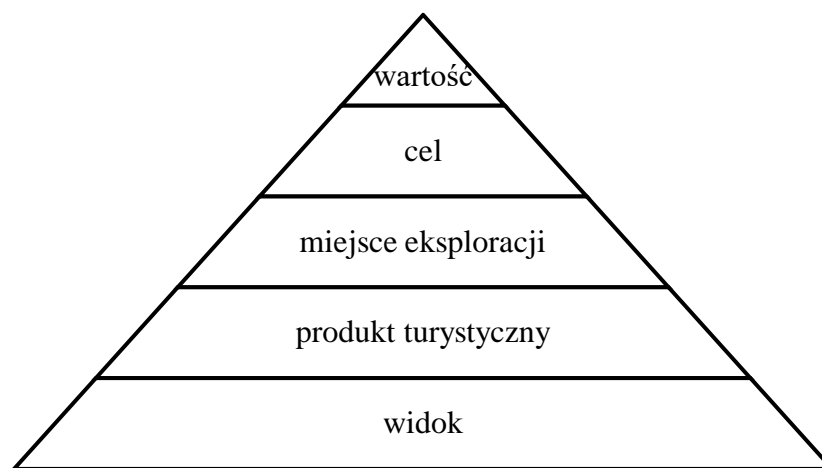 wartość
cel
miejsce eksploracji
produkt turystyczny
widok